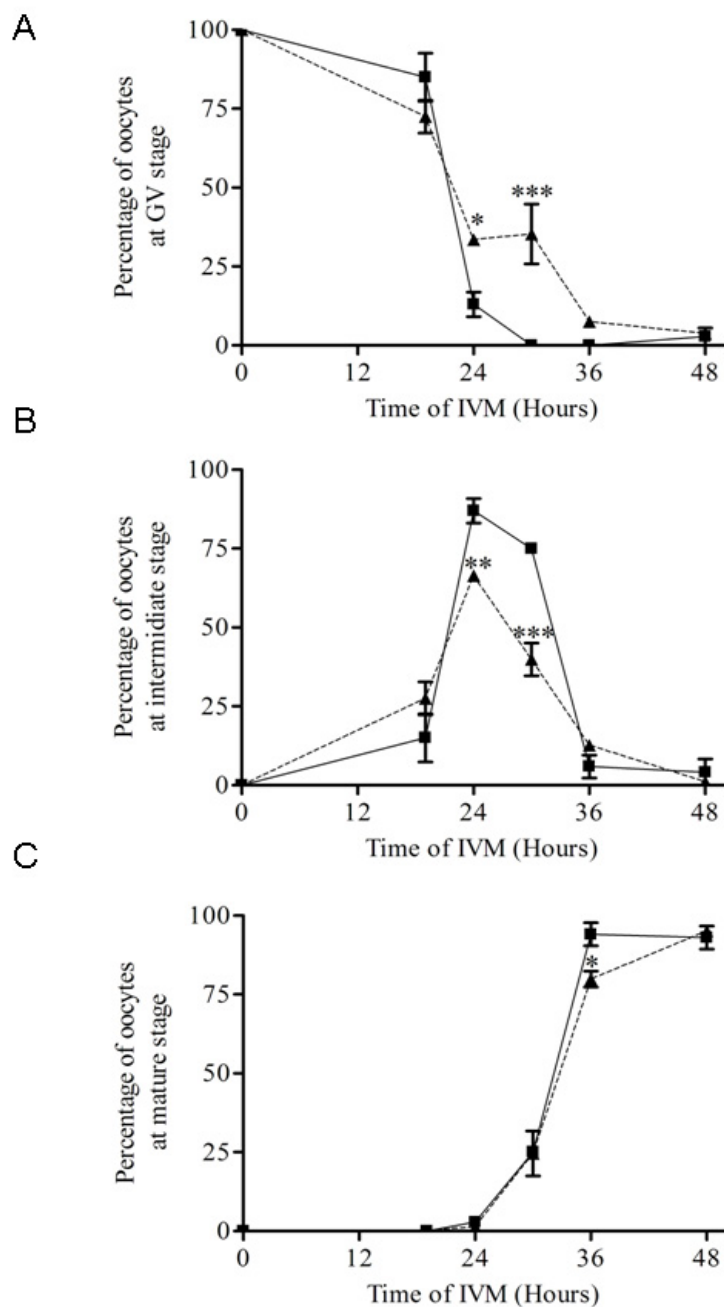 A
Percentage of oocytes
at GV stage
100
75
50
25
0
*
***
0 12 24 36 48
Time of IVM (Hours)
B
Percentage of oocytes
at intermidiate stage
100
75
50
25
0
**
***
0 12 24 36 48
Time of IVM (Hours)
C
Percentage of oocytes
at mature stage
100
75
50
25
0
*
0 12 24 36 48
Time of IVM (Hours)